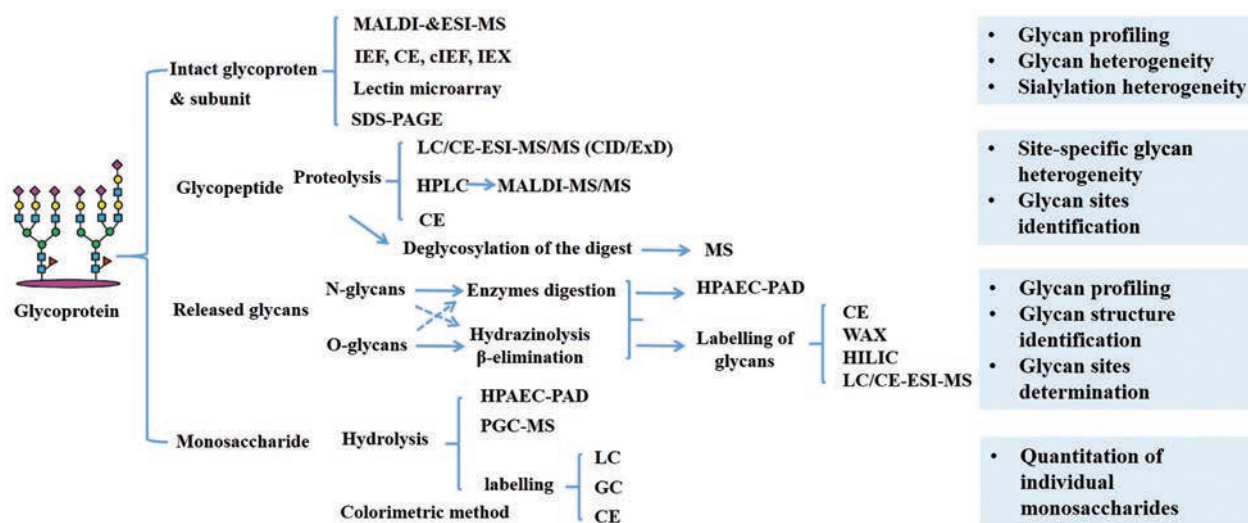 Glycoprotein
Intact glycoproten
& subunit
MALDI-&ESI-MS
IEF, CE, cIEF, IEX
Lectin microarray
SDS-PAGE
• Glycan profiling
• Glycan heterogeneity
• Sialylation heterogeneity
Glycopeptide
Proteolysis
LC/CE-ESI-MS/MS (CID/ExD)
HPLC
MALDI-MS/MS
CE
Deglycosylation of the digest
MS
• Site-specific glycan
heterogeneity
• Glycan sites
identification
Released glycans
N-glycans
O-glycans
Enzymes digestion
Hydrazinolysis
β-elimination
HPAEC-PAD
Labelling of
glycans
CE
WAX
HILIC
LC/CE-ESI-MS
• Glycan profiling
• Glycan structure
identification
• Glycan sites
determination
Monosaccharide
Hydrolysis
HPAEC-PAD
PGC-MS
labelling
LC
GC
CE
Colorimetric method
• Quantitation of
individual
monosaccharides